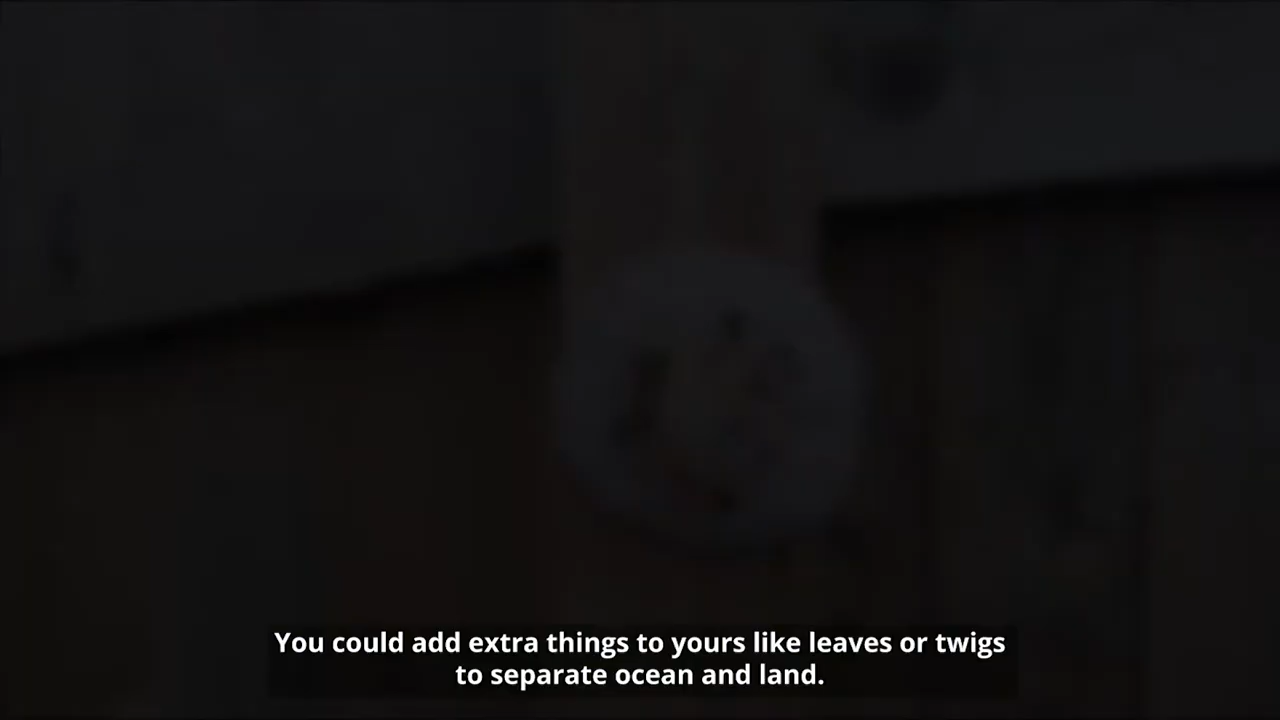 You could add extra things to yours like leaves or twigs
to separate ocean and land.